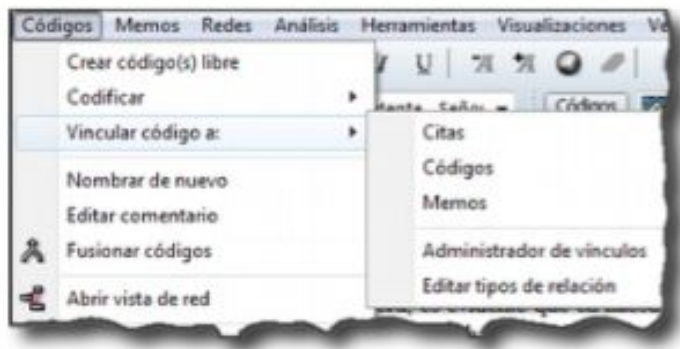 Códigos Memos Redes Análisis Herramientas Visualizaciones
Crear código(s) libre
Codificar
Códigos
Vincular código a:
Citas
Códigos
Memos
Administrador de vínculos
Editar tipos de relación
Nombrar de nuevo
Editar comentario
Fusionar códigos
Abrir vista de red